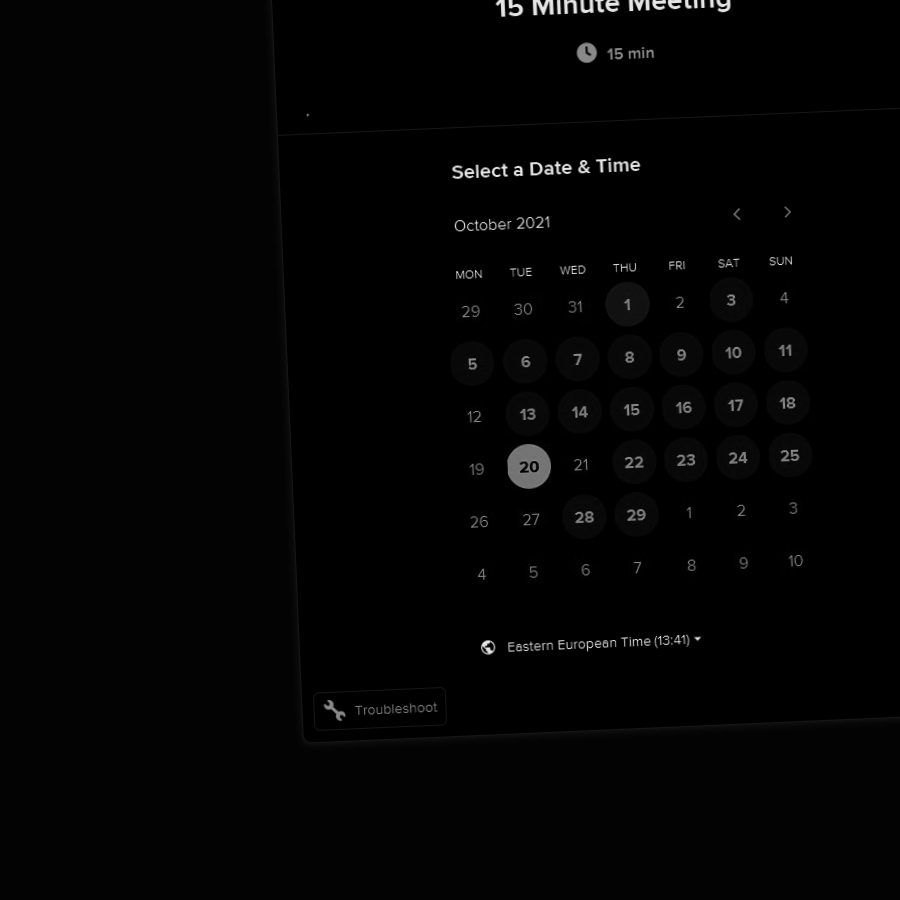 15 Minute Meeting
15 min
Select a Date & Time
October 2021
MON TUE WED THU FRI SAT SUN
29 30 31 1 2 3 4
5 6 7 8 9 10 11
12 13 14 15 16 17 18
19 20 21 22 23 24 25
26 27 28 29 1 2 3
4 5 6 7 8 9 10
Eastern European Time (13:41)
Troubleshoot